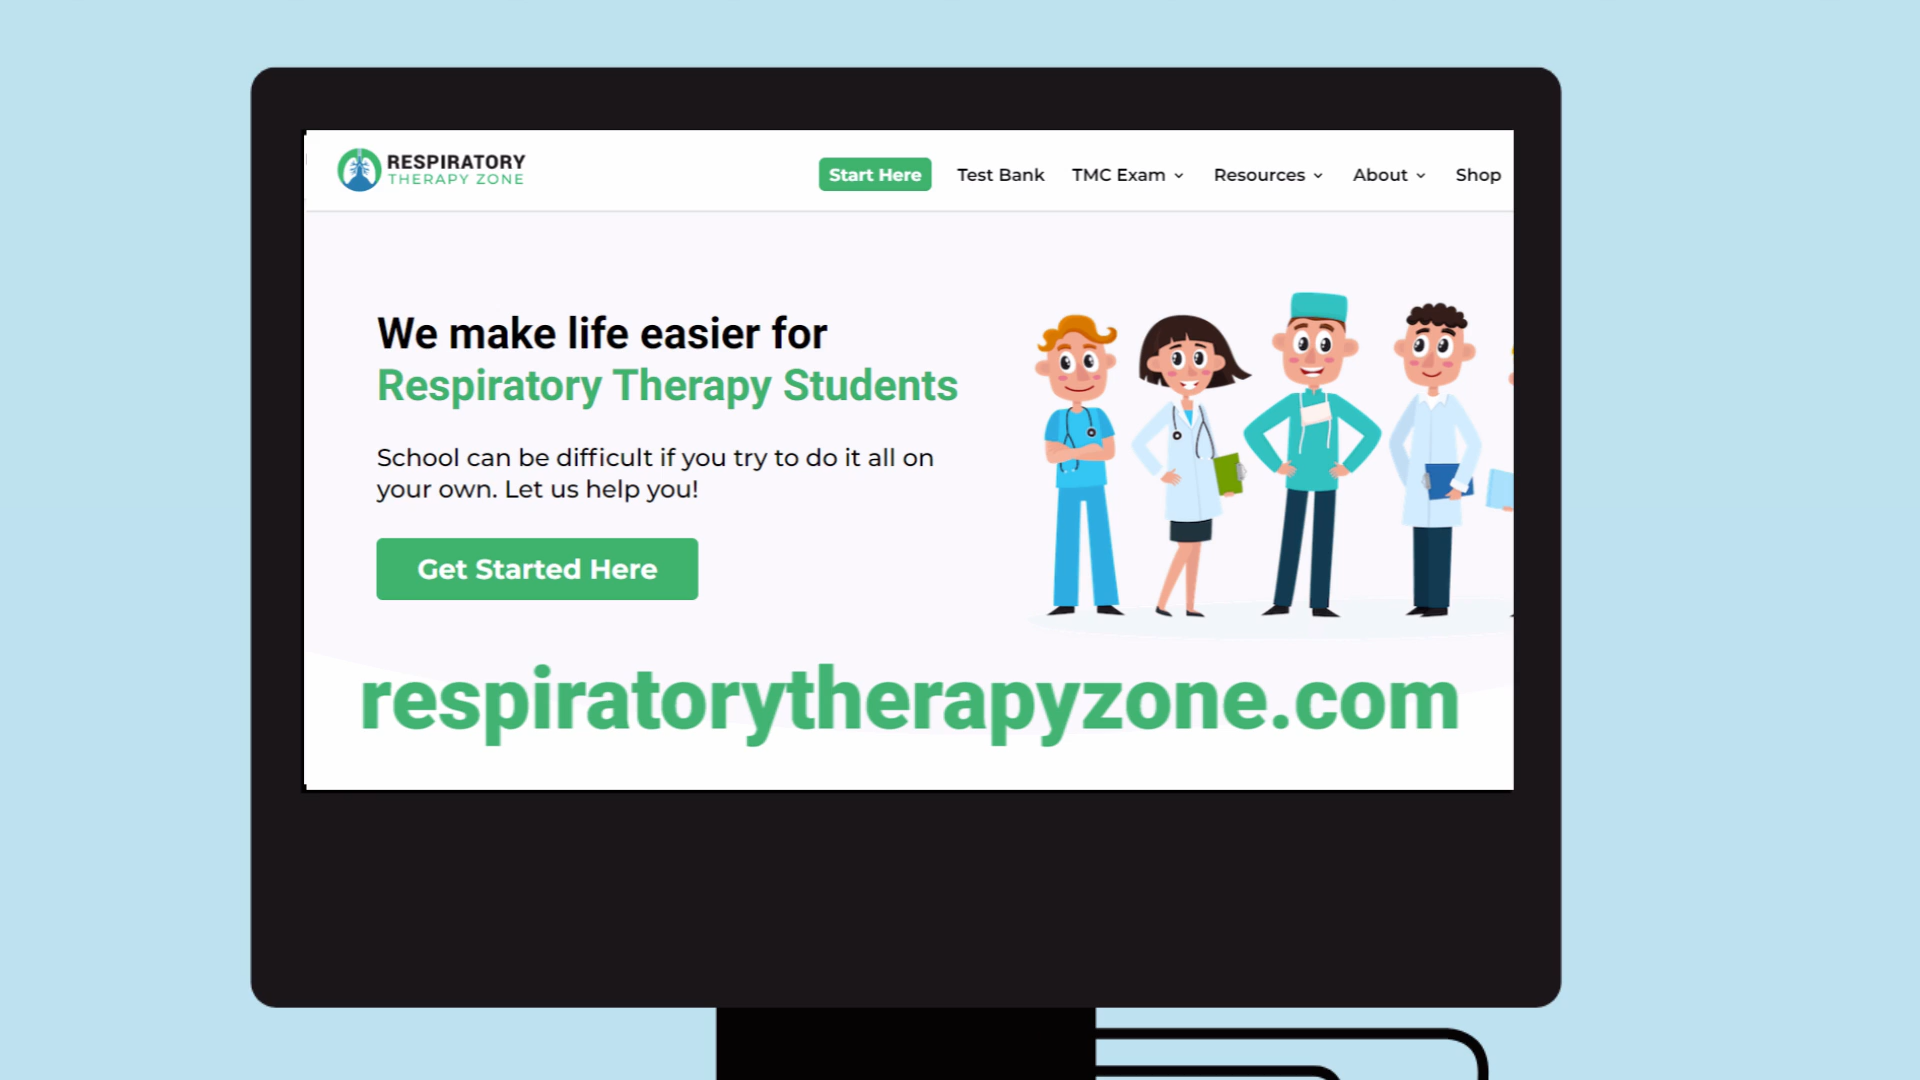 RESPIRATORY
THERAPY ZONE
Start Here
Test Bank
TMC Exam
Resources
About
Shop
We make life easier for
Respiratory Therapy Students
School can be difficult if you try to do it all on
your own. Let us help you!
Get Started Here
respiratorytherapyzone.com